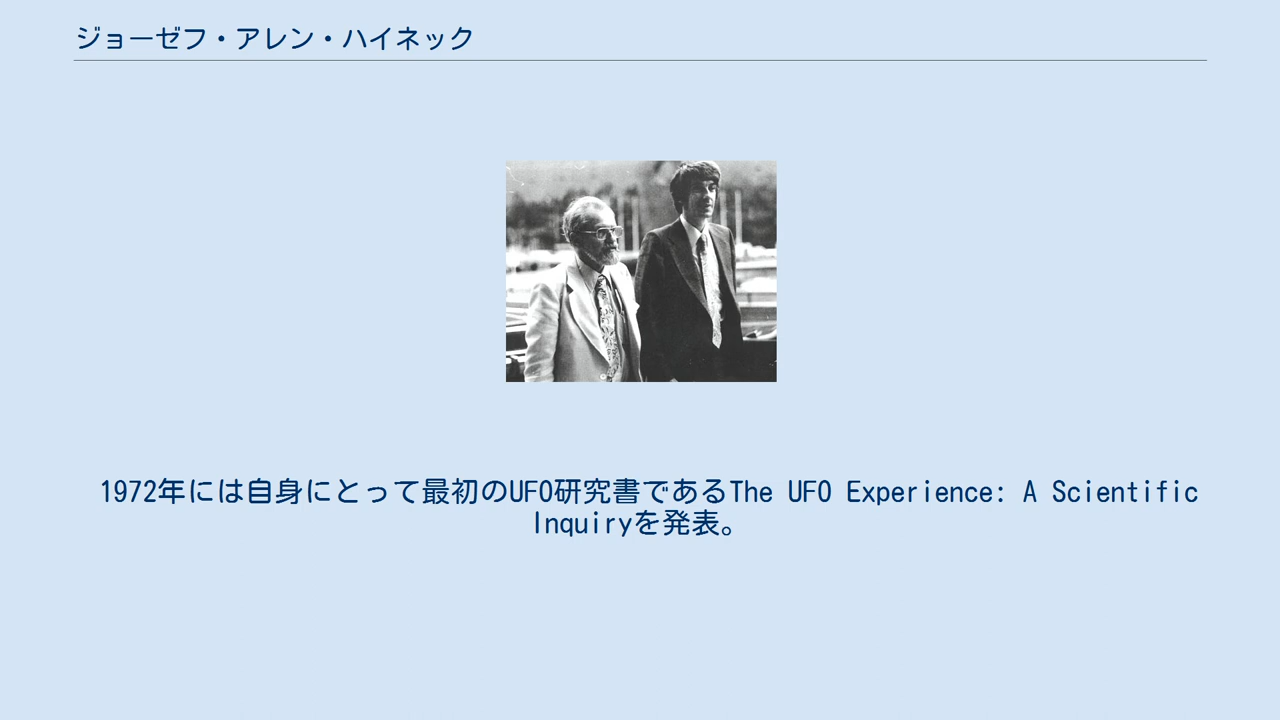 ジョーゼフ・アレン・ハイネック
1972年には自身にとって最初のUFO研究書であるThe UFO Experience: A Scientific
Inquiryを発表。